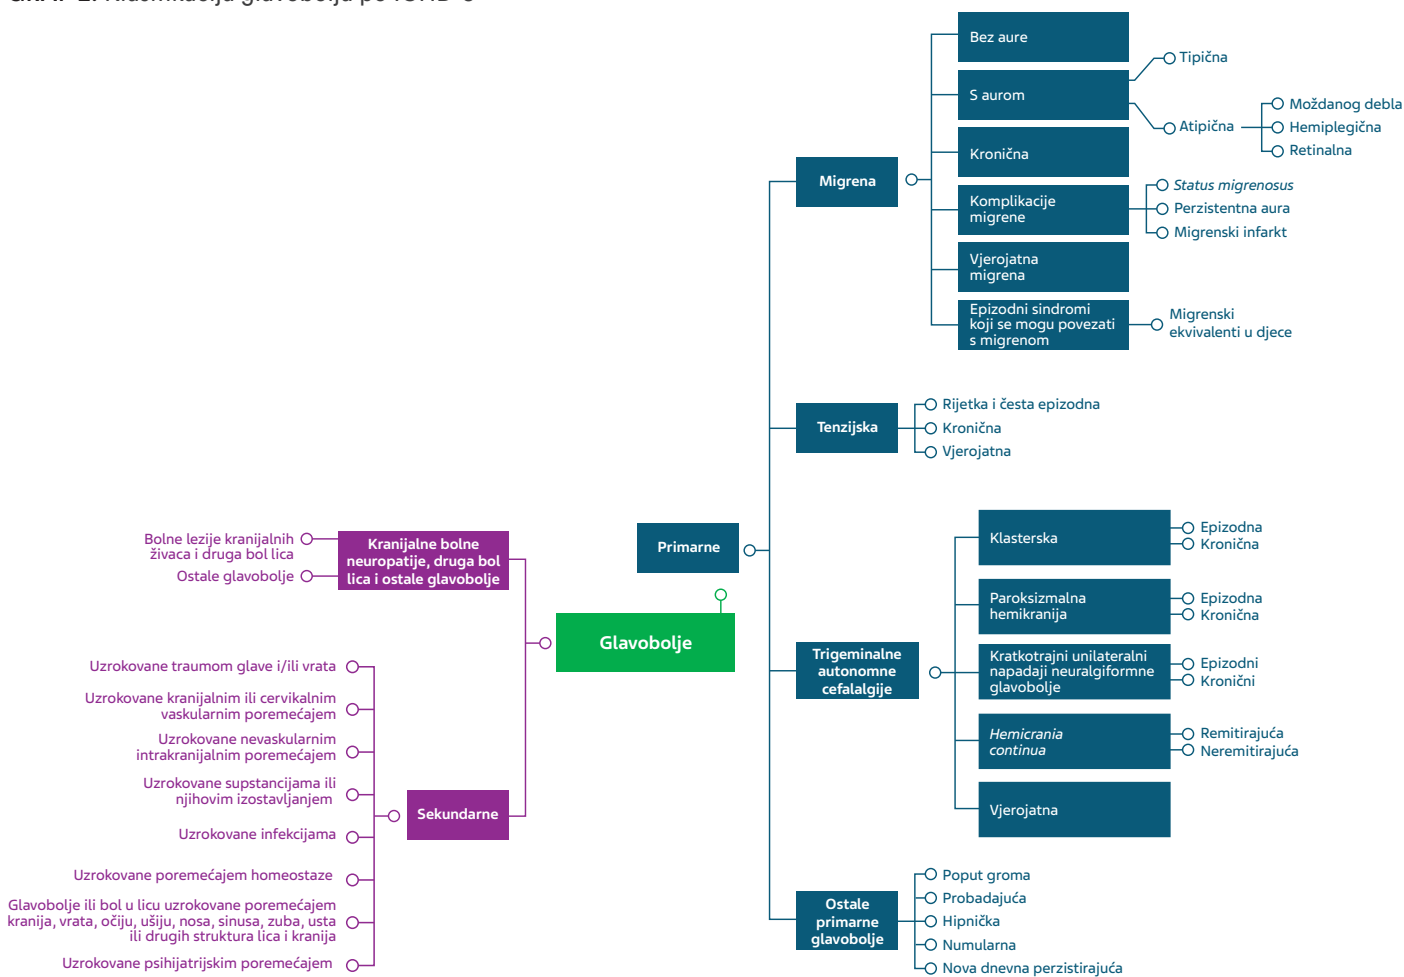 Bez aure
S aurom
Tipična
Atipična
Moždanog debla
Hemiplegična
Retinalna
Kronična
Migrena
Komplikacije
migrene
Status migrenosus
Perzistentna aura
Migrenski infarkt
Vjerojatna
migrena
Epizodni sindromi
koji se mogu povezati
s migrenom
Migrenski
ekvivalenti u djece
Tenzijska
Rijetka i česta epizodna
Kronična
Vjerojatna
Primarne
Glavobolje
Kranijalne bolne
neuropatije, druga bol
lica i ostale glavobolje
Bolne lezije kranijalnih
živaca i druga bol lica
Ostale glavobolje
Trigeminalne
autonomne
cefalalgije
Klasterska
Epizodna
Kronična
Paroksizmalna
hemikranija
Epizodna
Kronična
Kratkotrajni unilateralni
napadaji neuralgiformne
glavobolje
Epizodni
Kronični
Hemicrania
continua
Remitirajuća
Neremitirajuća
Vjerojatna
Sekundarne
Uzrokovane traumom glave i/ili vrata
Uzrokovane kranijalnim ili cervikalnim
vaskularnim poremećajem
Uzrokovane nevaskularnim
intrakranijalnim poremećajem
Uzrokovane supstancijama ili
njihovim izostavljanjem
Uzrokovane infekcijama
Uzrokovane poremećajem homeostaze
Glavobolje ili bol u licu uzrokovane poremećajem
kranija, vrata, očiju, ušiju, nosa, sinusa, zuba, usta
ili drugih struktura lica i kranija
Uzrokovane psihijatrijskim poremećajem
Ostale
primarne
glavobolje
Poput groma
Probadajuća
Hipnička
Numularna
Nova dnevna perzistirajuća